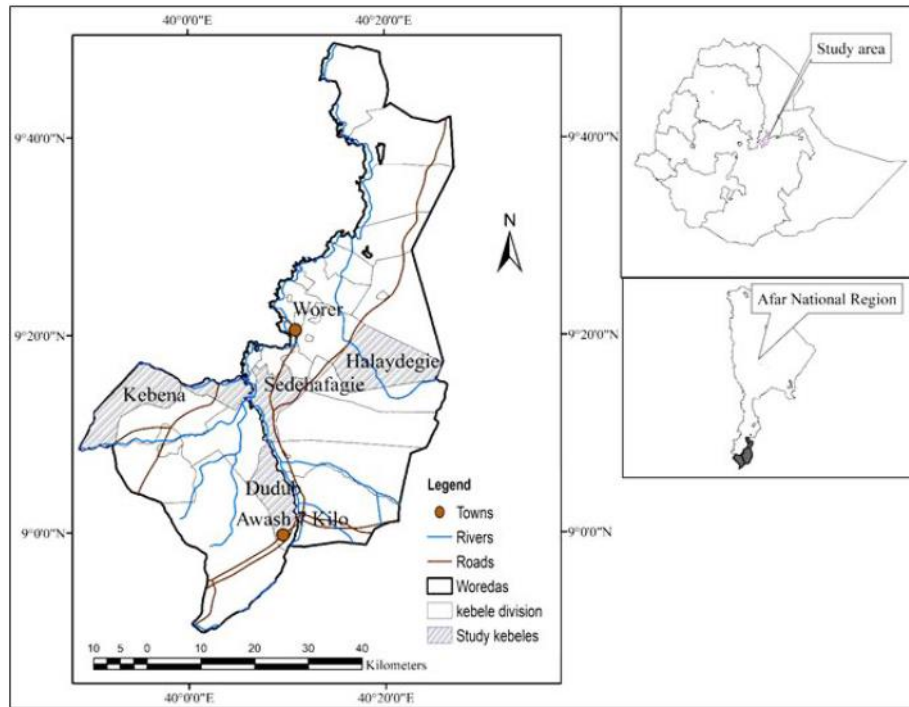 40°0'0"E
40°20'0"E
9°40'0"N
9°40'0"N
N
Worer
9°20'0"N
9°20'0"N
Halaydegie
Sedehafagie
Kebena
Dudub
Awash 7 Kilo
9°0'0"N
9°0'0"N
Legend
Towns
Rivers
Roads
Woredas
kebele division
Study kebeles
10 5 0 10 20 30 40
Kilometers
40°0'0"E
40°20'0"E
Study area
Afar National Region